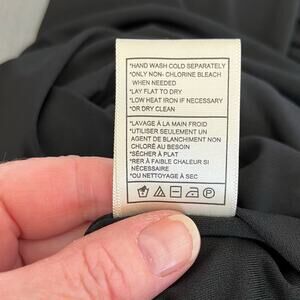 *HAND WASH COLD SEPARATELY
*ONLY NON- CHLORINE BLEACH
WHEN NEEDED
*LAY FLAT TO DRY
*LOW HEAT IRON IF NECESSARY
*OR DRY CLEAN
*LAVAGE À LA MAIN FROID
*UTILISER SEULEMENT UN
AGENT DE BLANCHIMENT NON
CHLORÉ AU BESOIN
*SÉCHER À PLAT
*RER À FAIBLE CHALEUR SI
NÉCESSAIRE
*OU NETTOYAGE À SEC
P